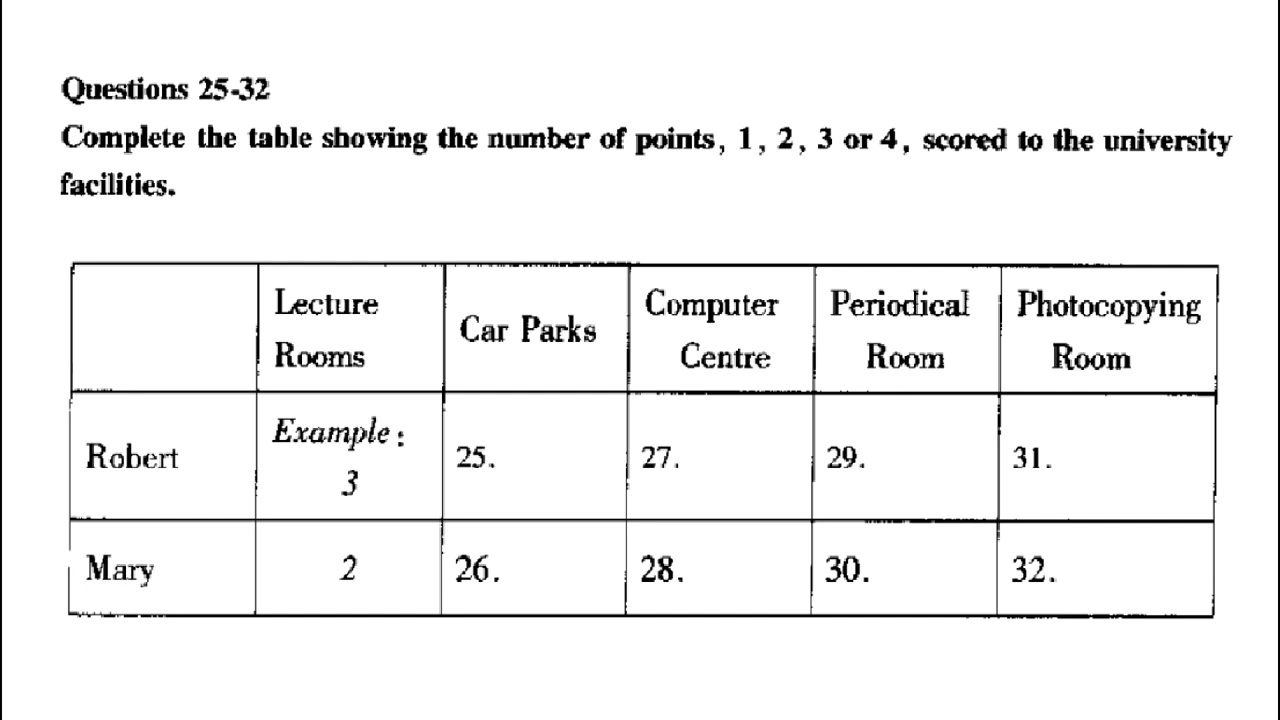 Questions 25-32
Complete the table showing the number of points, 1, 2, 3 or 4, scored to the university
facilities.
Lecture Rooms Car Parks Computer Centre Periodical Room Photocopying Room
Robert Example: 3 25. 27. 29. 31.
Mary 2 26. 28. 30. 32.